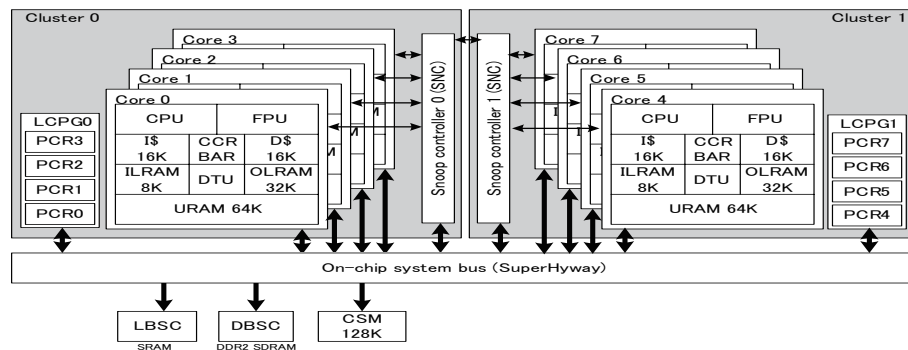 Cluster 0
Cluster 1
Core 3
Core 2
Core 1
Core 0
CPU
FPU
I$
16K
CCR
BAR
D$
16K
ILRAM
8K
DTU
OLRAM
32K
URAM 64K
LCPG0
PCR3
PCR2
PCR1
PCR0
Snoop controller 0 (SNC)
Snoop controller 1 (SNC)
Core 7
Core 6
Core 5
Core 4
CPU
FPU
I$
16K
CCR
BAR
D$
16K
ILRAM
8K
DTU
OLRAM
32K
URAM 64K
LCPG1
PCR7
PCR6
PCR5
PCR4
On-chip system bus (SuperHyway)
LBSC
SRAM
DBSC
DDR2 SDRAM
CSM
128K